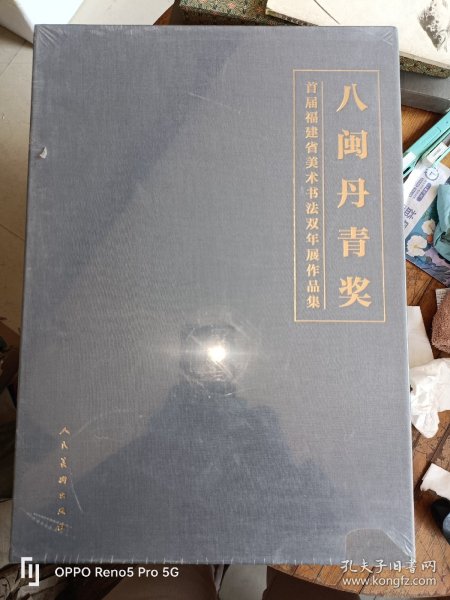 八闽丹青奖
首届福建省美术书法双年展作品集
人民美术出版社
OPPO Reno5 Pro 5G
孔夫子旧书网
www.kongfz.com